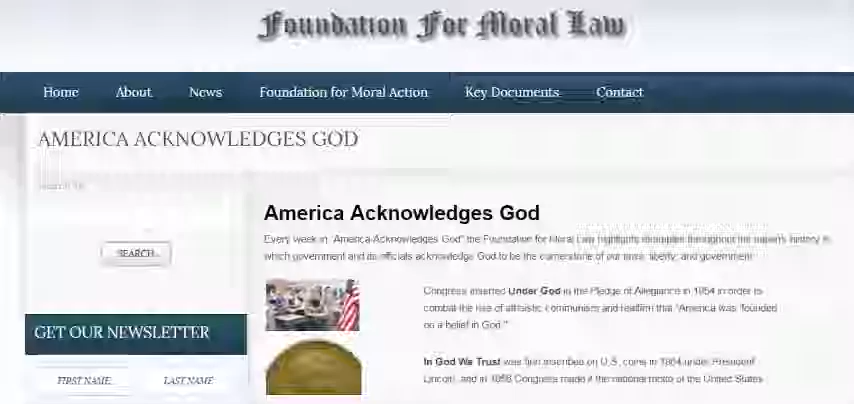 Foundation For Moral Law
Home About News Foundation for Moral Action Key Documents Contact
AMERICA ACKNOWLEDGES GOD
SEARCH
America Acknowledges God
Every week in "America Acknowledges God" the Foundation for Moral Law highlights examples throughout the nation's history in
which government and its officials acknowledge God to be the cornerstone of our laws, liberty, and government.
Congress inserted Under God in the Pledge of Allegiance in 1954 in order to
combat the rise of atheistic communism and reaffirm that "America was founded
on a belief in God."
GET OUR NEWSLETTER
In God We Trust was first inscribed on U.S. coins in 1864 under President
Lincoln, and in 1956 Congress made it the national motto of the United States
FIRST NAME LAST NAME